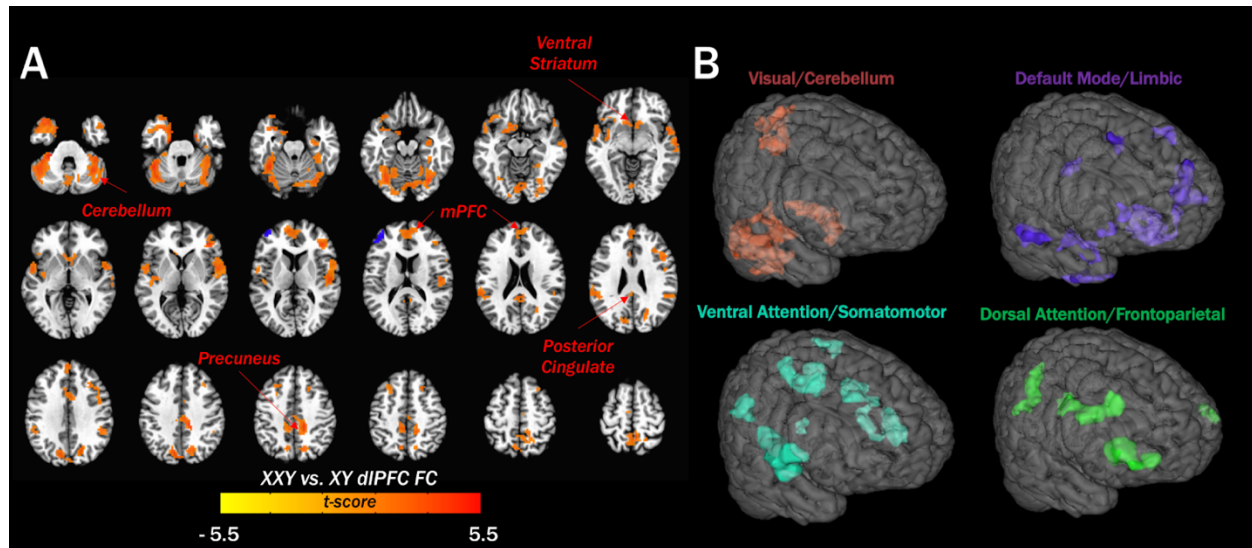 A
Ventral
Striatum
Cerebellum
mPFC
Posterior
Cingulate
Precuneus
XXY vs. XY dlPFC FC
t-score
- 5.5
5.5
B
Visual/Cerebellum
Default Mode/Limbic
Ventral Attention/Somatomotor
Dorsal Attention/Frontoparietal